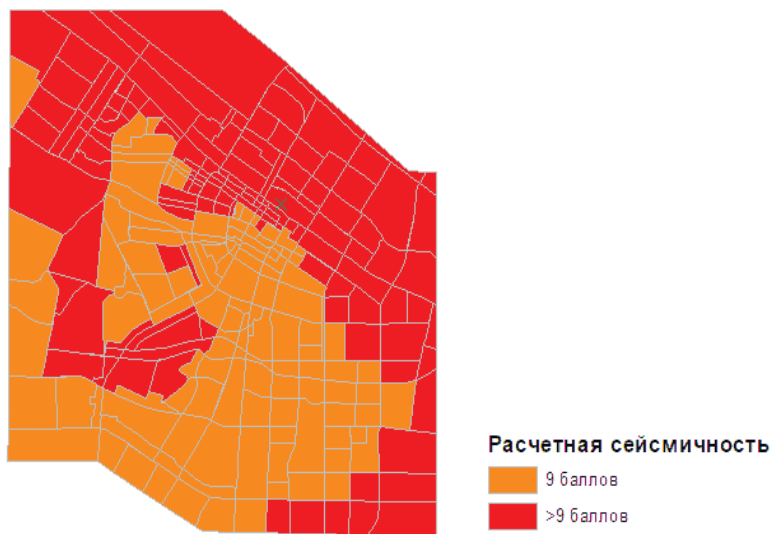 Расчетная сейсмичность
9 баллов
>9 баллов